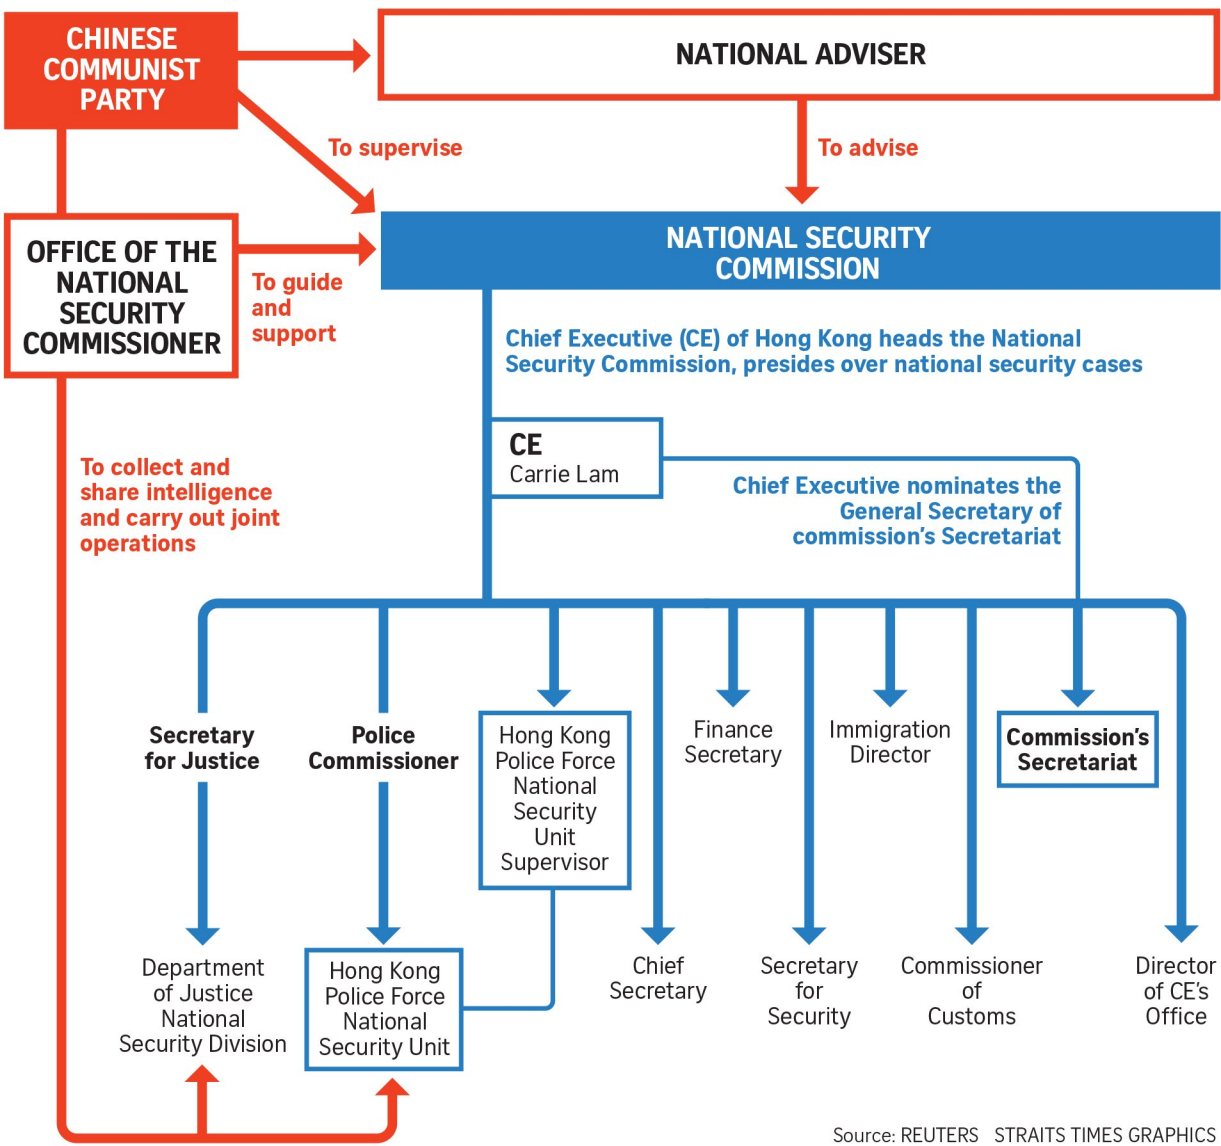 CHINESE
COMMUNIST
PARTY
NATIONAL ADVISER
To supervise
To advise
OFFICE OF THE
NATIONAL
SECURITY
COMMISSIONER
To guide
and
support
NATIONAL SECURITY
COMMISSION
Chief Executive (CE) of Hong Kong heads the National
Security Commission, presides over national security cases
CE
Carrie Lam
To collect and
share intelligence
and carry out joint
operations
Chief Executive nominates the
General Secretary of
commission's Secretariat
Secretary
for Justice
Police
Commissioner
Hong Kong
Police Force
National
Security
Unit
Supervisor
Finance
Secretary
Immigration
Director
Commission's
Secretariat
Department
of Justice
National
Security Division
Hong Kong
Police Force
National
Security Unit
Chief
Secretary
Secretary
for
Security
Commissioner
of
Customs
Director
of CE's
Office
Source: REUTERS STRAITS TIMES GRAPHICS